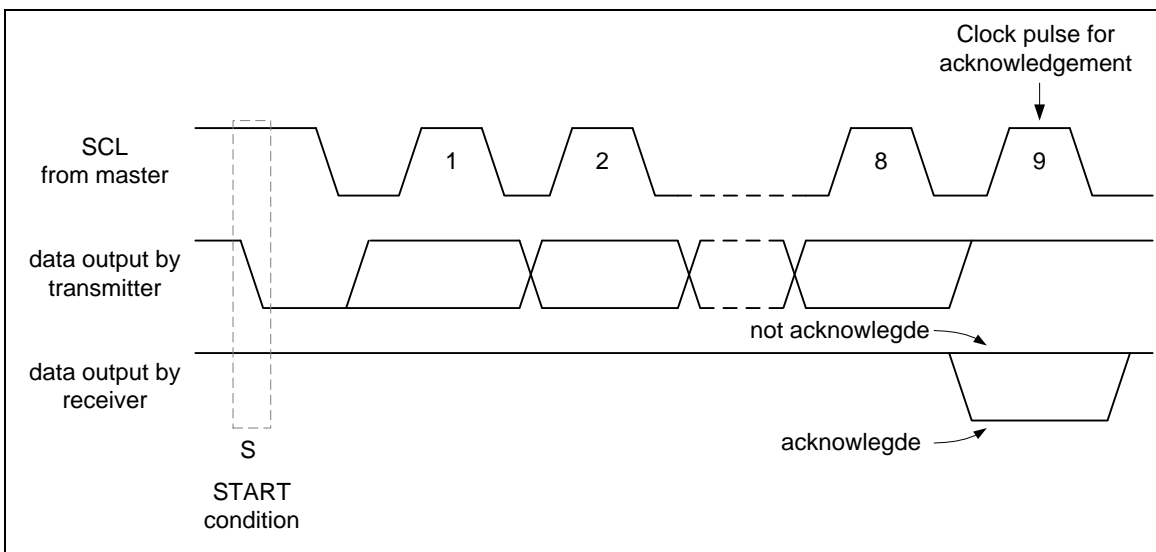 Clock pulse for
acknowledgement
SCL
from master
1
2
8
9
data output by
transmitter
not acknowlegde
data output by
receiver
acknowlegde
S
START
condition